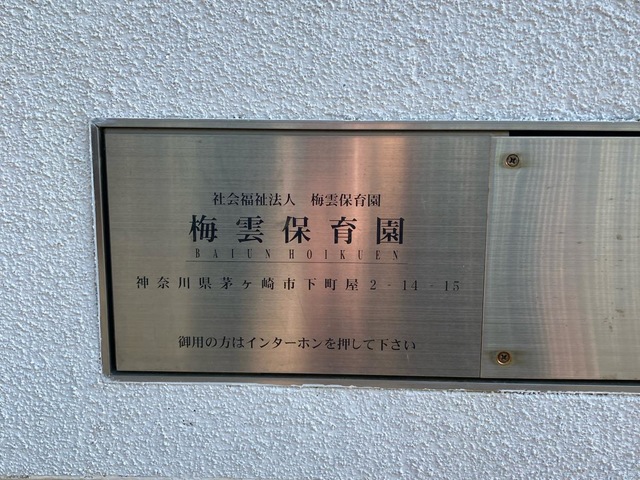 社会福祉法人　梅雲保育園
梅雲保育園
BAIUN HOIKUEN
神奈川県茅ヶ崎市下町屋2-14-15
御用の方はインターホンを押して下さい